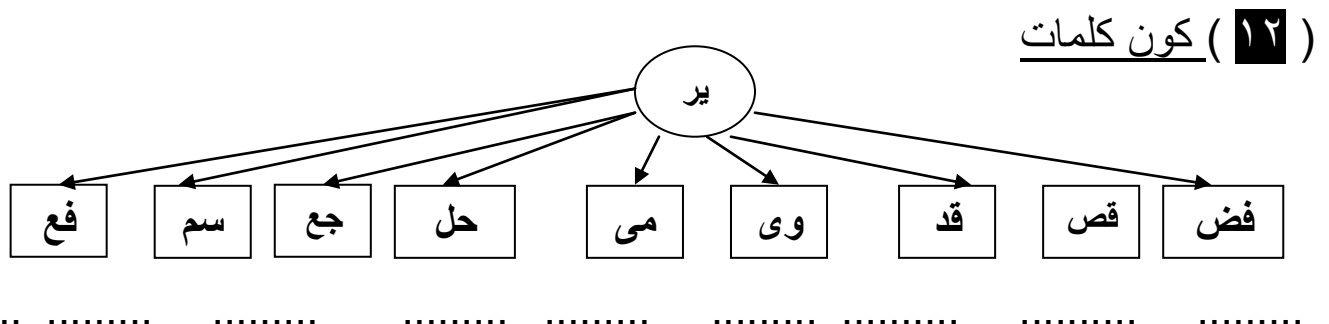 ( ١٢ ) كون كلمات
ير
فض قص قد وى مى حل جع سم فع
......... .......... .......... ......... ......... ......... ......... ......... ..